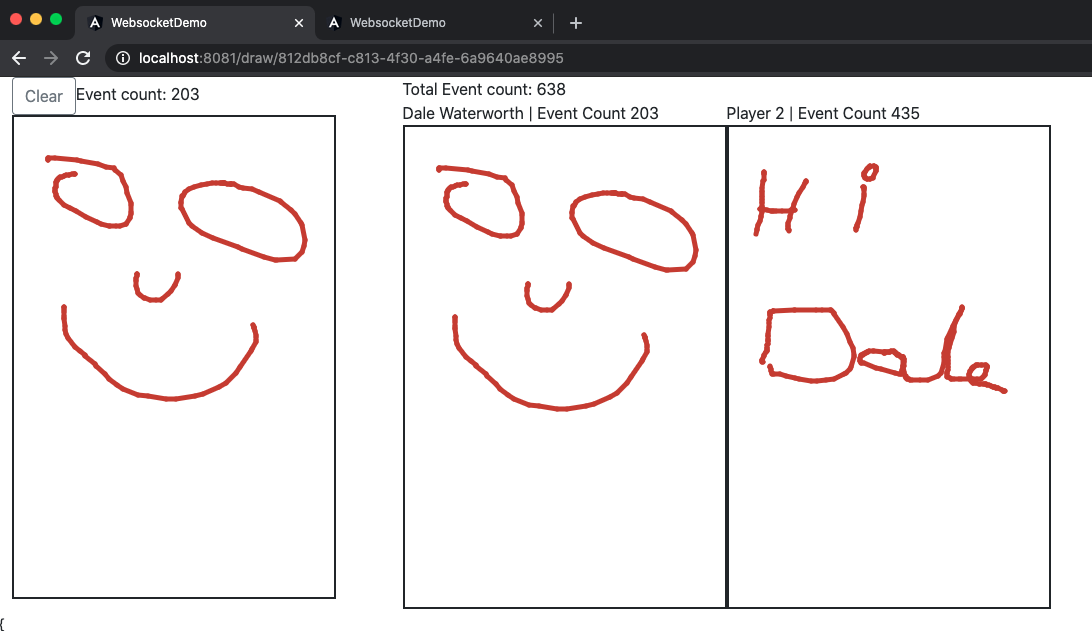 WebsocketDemo
WebsocketDemo
localhost:8081/draw/812db8cf-c813-4f30-a4fe-6a9640ae8995
Clear Event count: 203
Total Event count: 638
Dale Waterworth | Event Count 203
Player 2 | Event Count 435
Hi
Dale
{